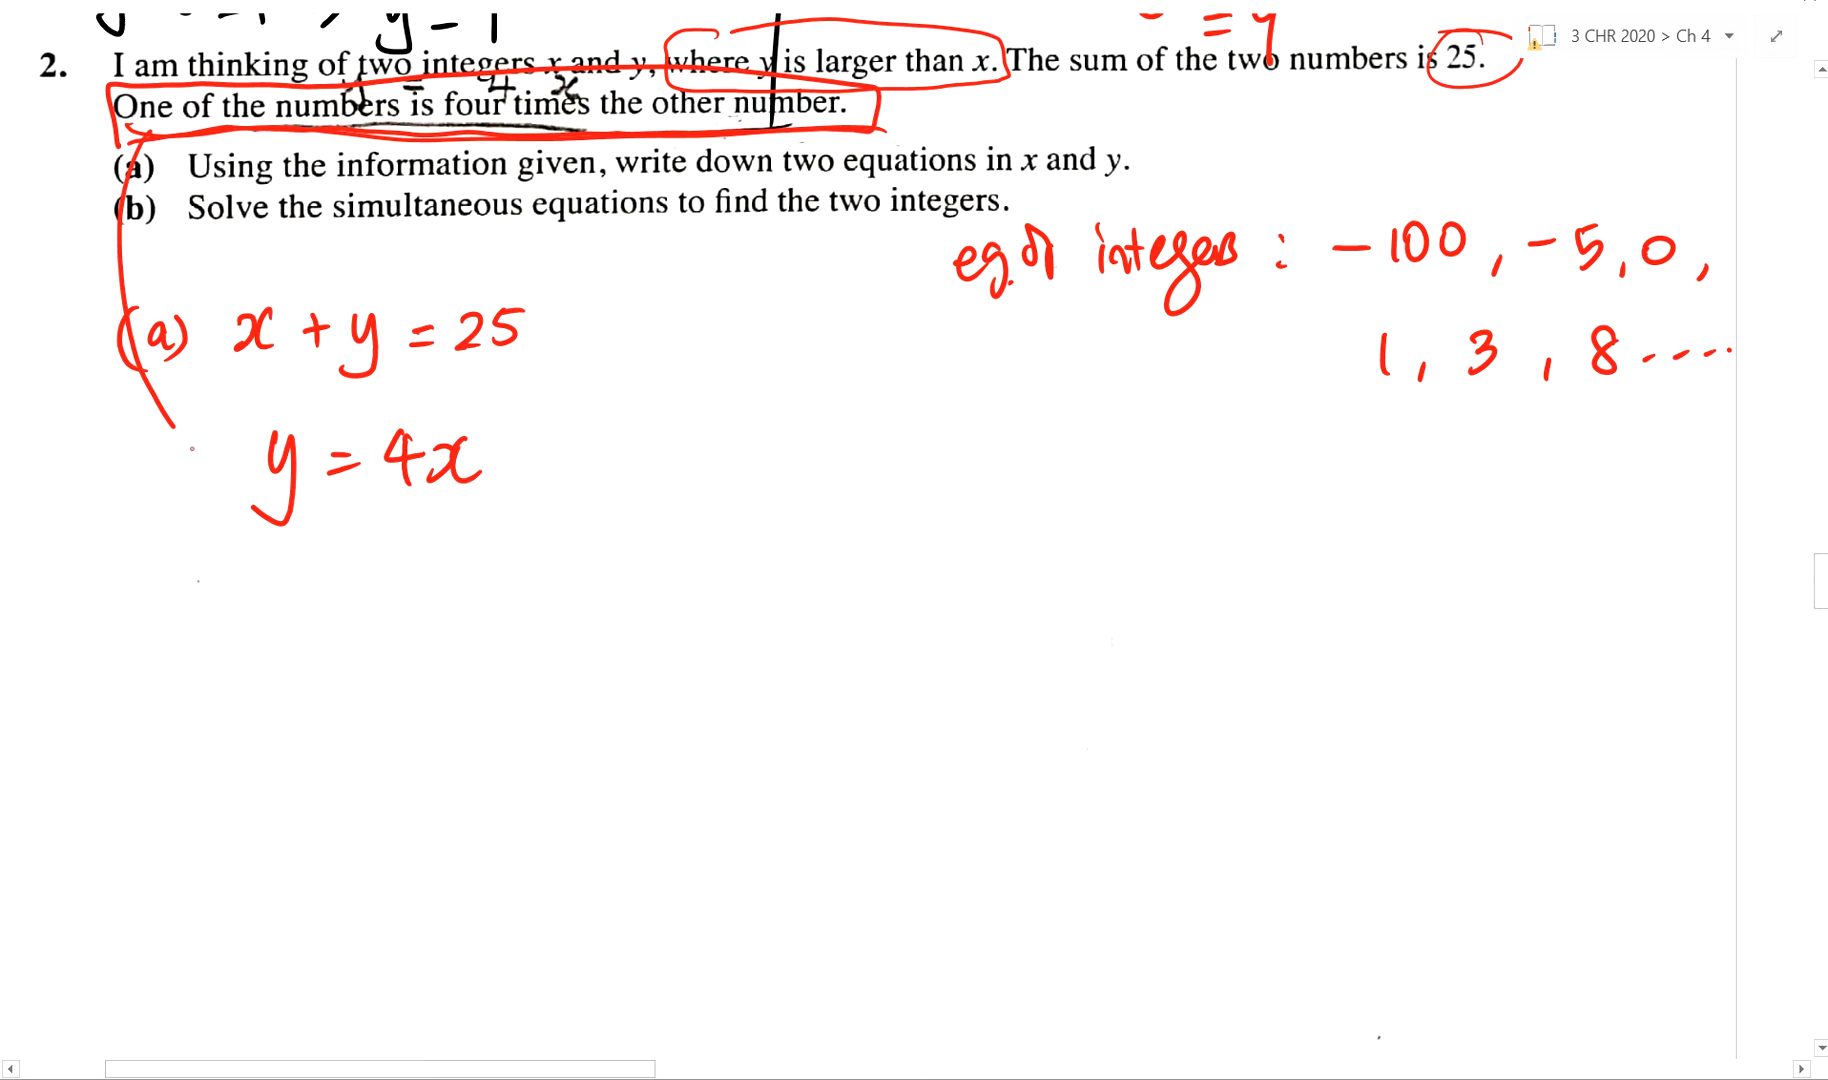 y - 1
= y
3 CHR 2020 > Ch 4
2. I am thinking of two integers x and y, where y is larger than x. The sum of the two numbers is 25.
y = 4 x
One of the numbers is four times the other number.
(a) Using the information given, write down two equations in x and y.
(b) Solve the simultaneous equations to find the two integers.
eg. of integers : - 100 , - 5 , 0 ,
1 , 3 , 8 ....
(a) x + y = 25
y = 4x